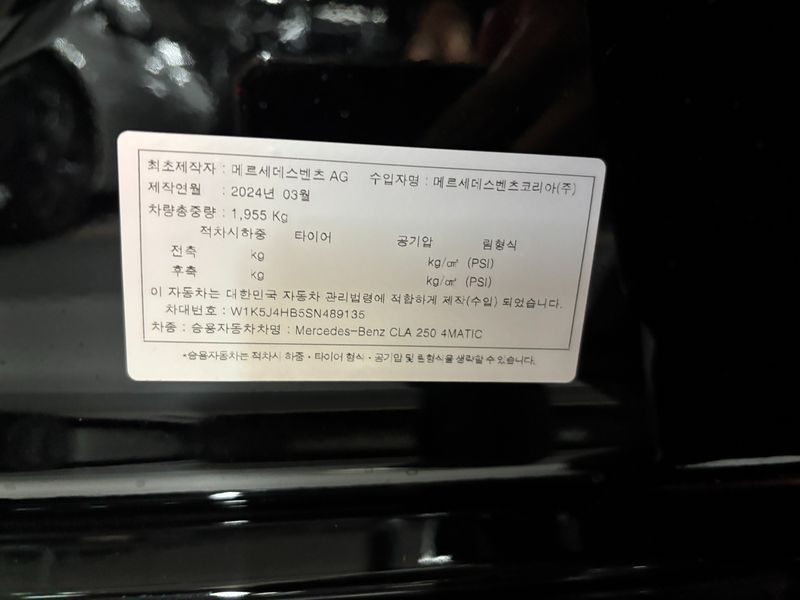 최초제작자 : 메르세데스벤츠 AG 수입자명 : 메르세데스벤츠코리아(주)
제작연월 : 2024년 03월
차량총중량 : 1,955 Kg
적차시하중 타이어 공기압 림형식
전축 kg kg/㎠ (PSI)
후축 kg kg/㎠ (PSI)
이 자동차는 대한민국 자동차 관리법령에 적합하게 제작(수입) 되었습니다.
차대번호 : W1K5J4HB5SN489135
차종 : 승용자동차차명 : Mercedes-Benz CLA 250 4MATIC
*승용자동차는 적차시 하중·타이어 형식·공기압 및 림형식을 생략할 수 있습니다.